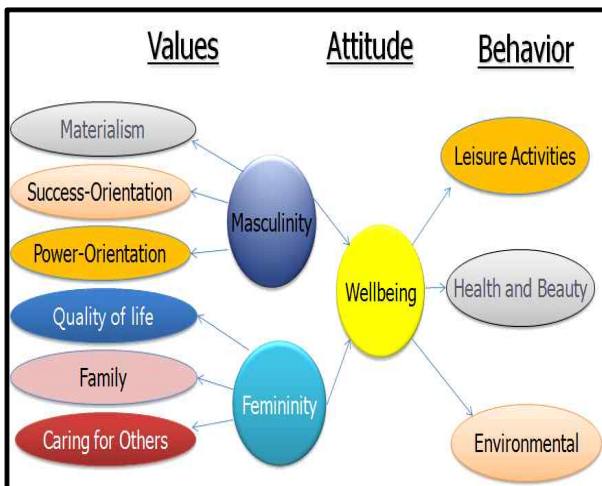 Values
Attitude
Behavior
Materialism
Success-Orientation
Power-Orientation
Quality of life
Family
Caring for Others
Masculinity
Femininity
Wellbeing
Leisure Activities
Health and Beauty
Environmental